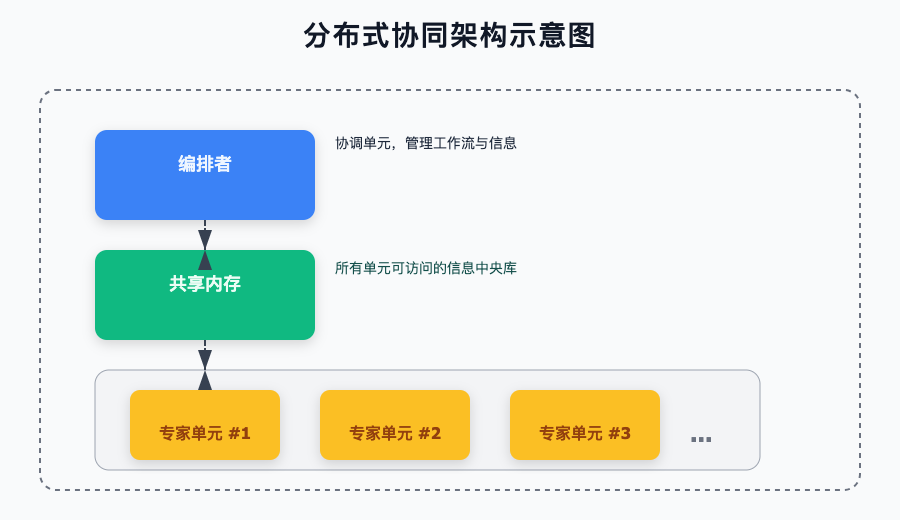 分布式协同架构示意图
编排者
协调单元，管理工作流与信息
共享内存
所有单元可访问的信息中央库
专家单元 #1
专家单元 #2
专家单元 #3
...